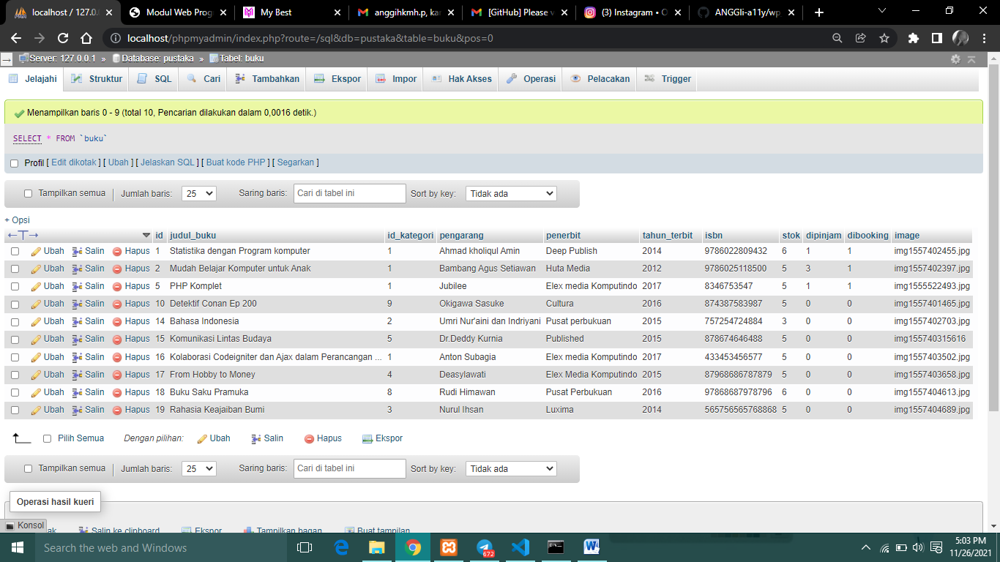 localhost / 127.0.
Modul Web Prog
My Best
anggihkmh.p, kar
[GitHub] Please v
(3) Instagram • O
ANGGIi-a11y/wp
localhost/phpmyadmin/index.php?route=/sql&db=pustaka&table=buku&pos=0
Server: 127.0.0.1 » Database: pustaka » Tabel: buku
Jelajahi Struktur SQL Cari Tambahkan Ekspor Impor Hak Akses Operasi Pelacakan Trigger
Menampilkan baris 0 - 9 (total 10, Pencarian dilakukan dalam 0,0016 detik.)
SELECT * FROM `buku`
Profil [ Edit dikotak ] [ Ubah ] [ Jelaskan SQL ] [ Buat kode PHP ] [ Segarkan ]
Tampilkan semua Jumlah baris: 25 Saring baris: Cari di tabel ini Sort by key: Tidak ada
+ Opsi
←T→ id judul_buku id_kategori pengarang penerbit tahun_terbit isbn stok dipinjam dibooking image
Ubah Salin Hapus 1 Statistika dengan Program komputer 1 Ahmad kholiqul Amin Deep Publish 2014 9786022809432 6 1 1 img1557402455.jpg
Ubah Salin Hapus 2 Mudah Belajar Komputer untuk Anak 1 Bambang Agus Setiawan Huta Media 2012 9786025118500 5 3 1 img1557402397.jpg
Ubah Salin Hapus 5 PHP Komplet 1 Jubilee Elex media Komputindo 2017 8346753547 5 1 1 img1555522493.jpg
Ubah Salin Hapus 10 Detektif Conan Ep 200 9 Okigawa Sasuke Cultura 2016 874387583987 5 0 0 img1557401465.jpg
Ubah Salin Hapus 14 Bahasa Indonesia 2 Umri Nur'aini dan Indriyani Pusat perbukuan 2015 757254724884 3 0 0 img1557402703.jpg
Ubah Salin Hapus 15 Komunikasi Lintas Budaya 5 Dr.Deddy Kurnia Published 2015 878674646488 5 0 0 img155740315616
Ubah Salin Hapus 16 Kolaborasi Codeigniter dan Ajax dalam Perancangan ... 1 Anton Subagia Elex media Komputindo 2017 433453456577 5 0 0 img1557403502.jpg
Ubah Salin Hapus 17 From Hobby to Money 4 Deasylawati Elex Media Komputindo 2015 87968686787879 5 0 0 img1557403658.jpg
Ubah Salin Hapus 18 Buku Saku Pramuka 8 Rudi Himawan Pusat Perbukuan 2016 97868687978796 6 0 0 img1557404613.jpg
Ubah Salin Hapus 19 Rahasia Keajaiban Bumi 3 Nurul Ihsan Luxima 2014 565756565768868 5 0 0 img1557404689.jpg
Pilih Semua Dengan pilihan: Ubah Salin Hapus Ekspor
Tampilkan semua Jumlah baris: 25 Saring baris: Cari di tabel ini Sort by key: Tidak ada
Operasi hasil kueri
Konsol ak Salin ke clipboard Ekspor Tampilkan bagan Buat tampilan
Search the web and Windows
672
5:03 PM
11/26/2021